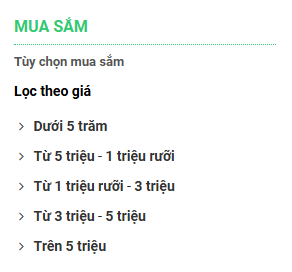 MUA SẮM
Tùy chọn mua sắm
Lọc theo giá
Dưới 5 trăm
Từ 5 triệu - 1 triệu rưỡi
Từ 1 triệu rưỡi - 3 triệu
Từ 3 triệu - 5 triệu
Trên 5 triệu